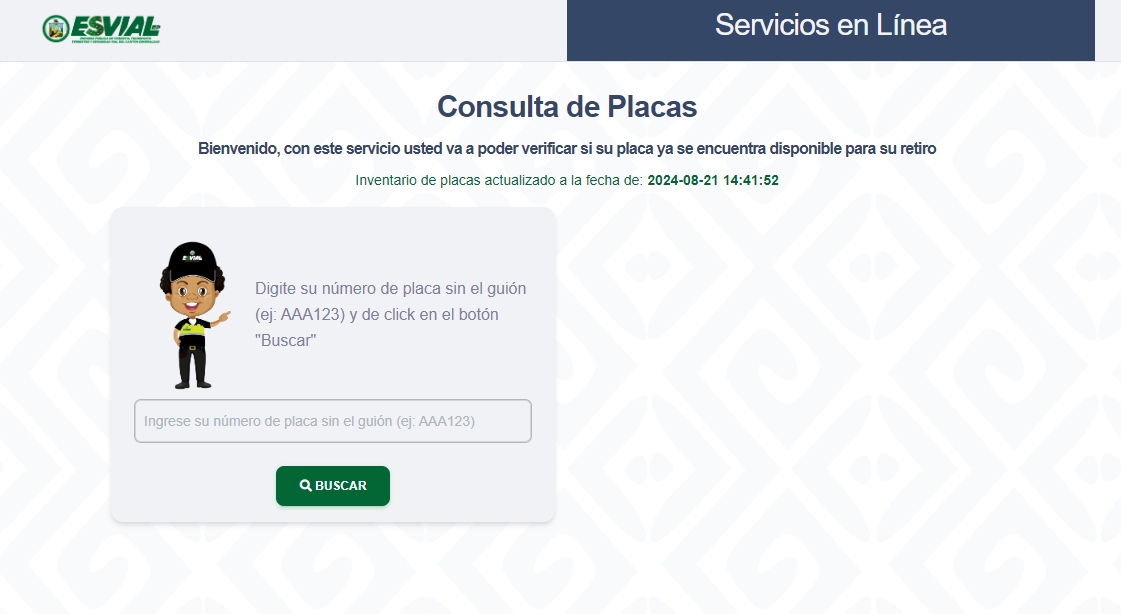 ESVIAL EP
Servicios en Línea
Consulta de Placas
Bienvenido, con este servicio usted va a poder verificar si su placa ya se encuentra disponible para su retiro
Inventario de placas actualizado a la fecha de: 2024-08-21 14:41:52
ESVIAL
Digite su número de placa sin el guión
(ej: AAA123) y de click en el botón
"Buscar"
Ingrese su número de placa sin el guión (ej: AAA123)
BUSCAR